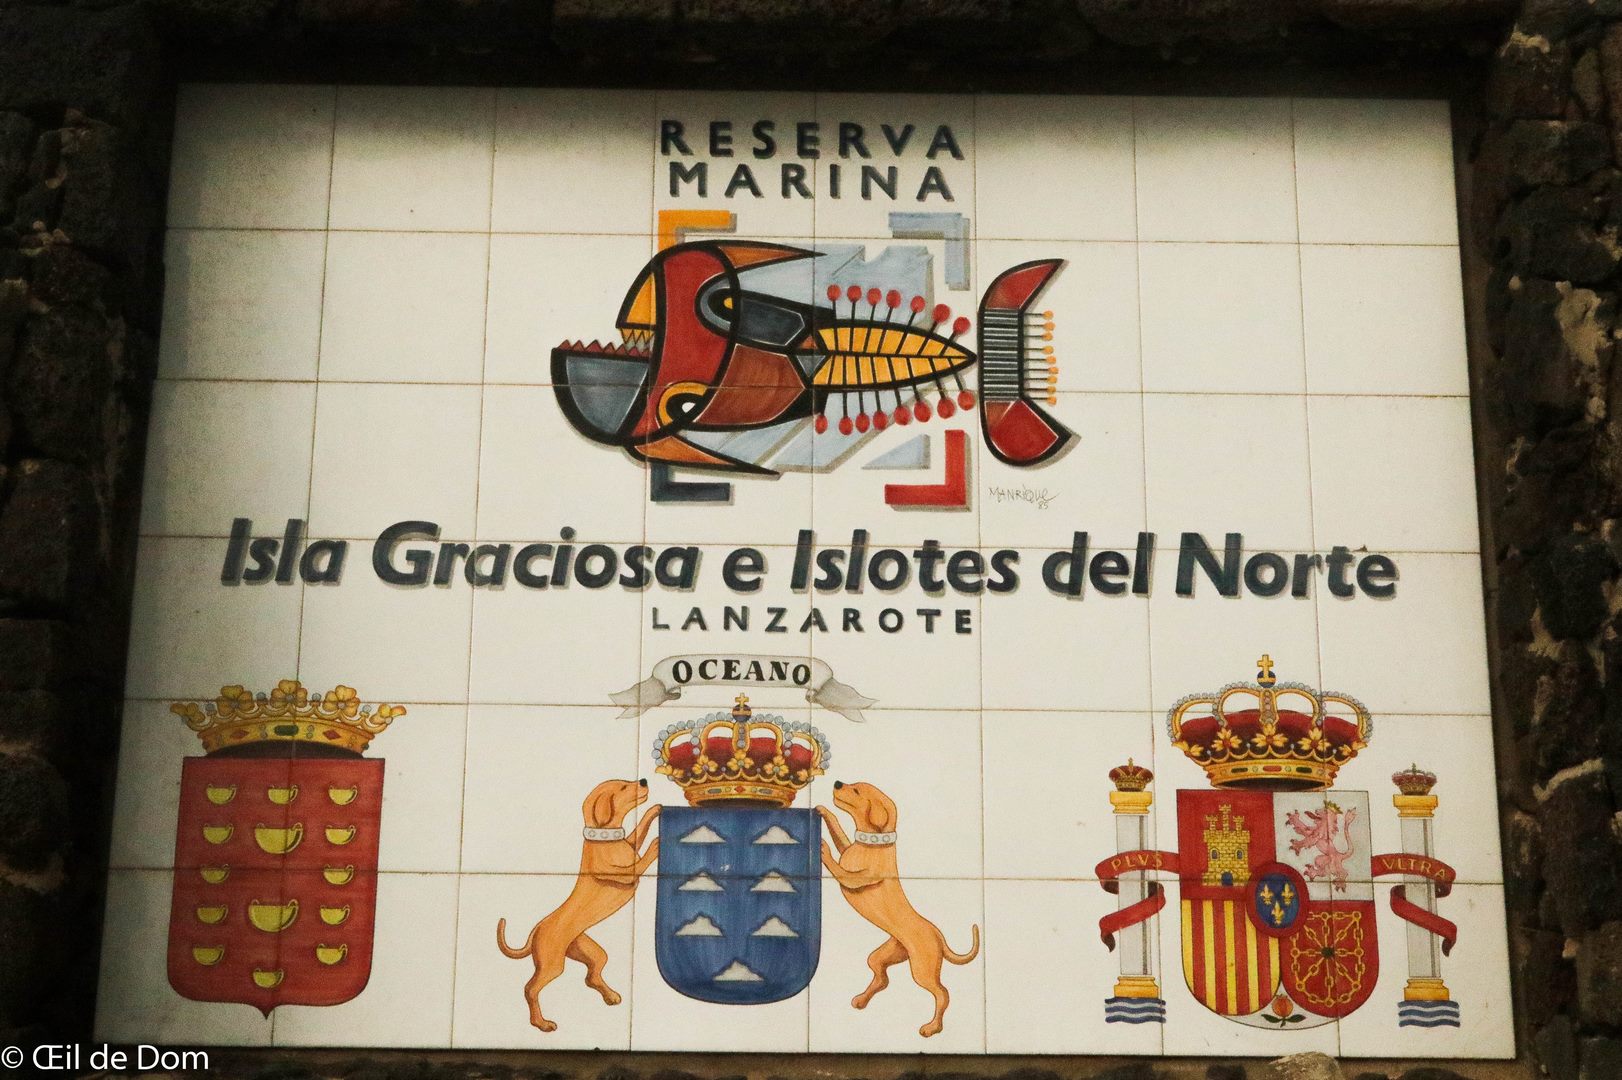 RESERVA
MARINA
MANRIQUE
85
Isla Graciosa e Islotes del Norte
LANZAROTE
OCEANO
PLVS
VLTRA
© Œil de Dom